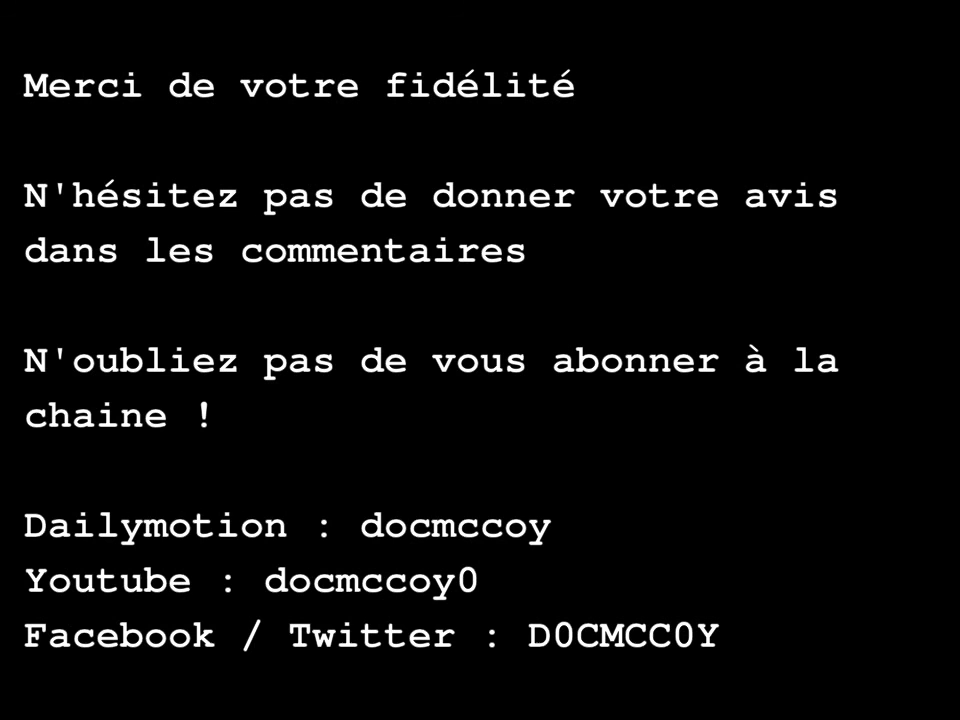 Merci de votre fidélité
N'hésitez pas de donner votre avis
dans les commentaires
N'oubliez pas de vous abonner à la
chaine !
Dailymotion : docmccoy
Youtube : docmccoy0
Facebook / Twitter : D0CMCC0Y